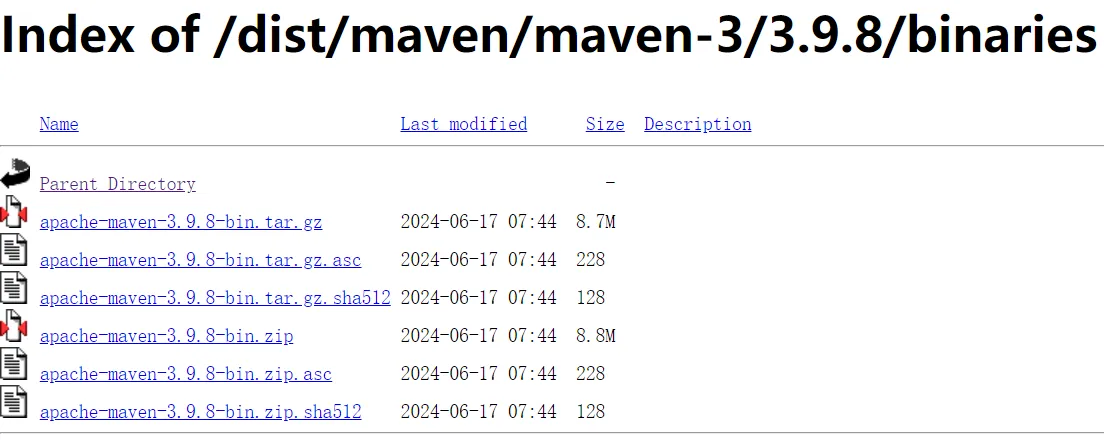 Index of /dist/maven/maven-3/3.9.8/binaries
Name Last modified Size Description
Parent Directory -
apache-maven-3.9.8-bin.tar.gz 2024-06-17 07:44 8.7M
apache-maven-3.9.8-bin.tar.gz.asc 2024-06-17 07:44 228
apache-maven-3.9.8-bin.tar.gz.sha512 2024-06-17 07:44 128
apache-maven-3.9.8-bin.zip 2024-06-17 07:44 8.8M
apache-maven-3.9.8-bin.zip.asc 2024-06-17 07:44 228
apache-maven-3.9.8-bin.zip.sha512 2024-06-17 07:44 128